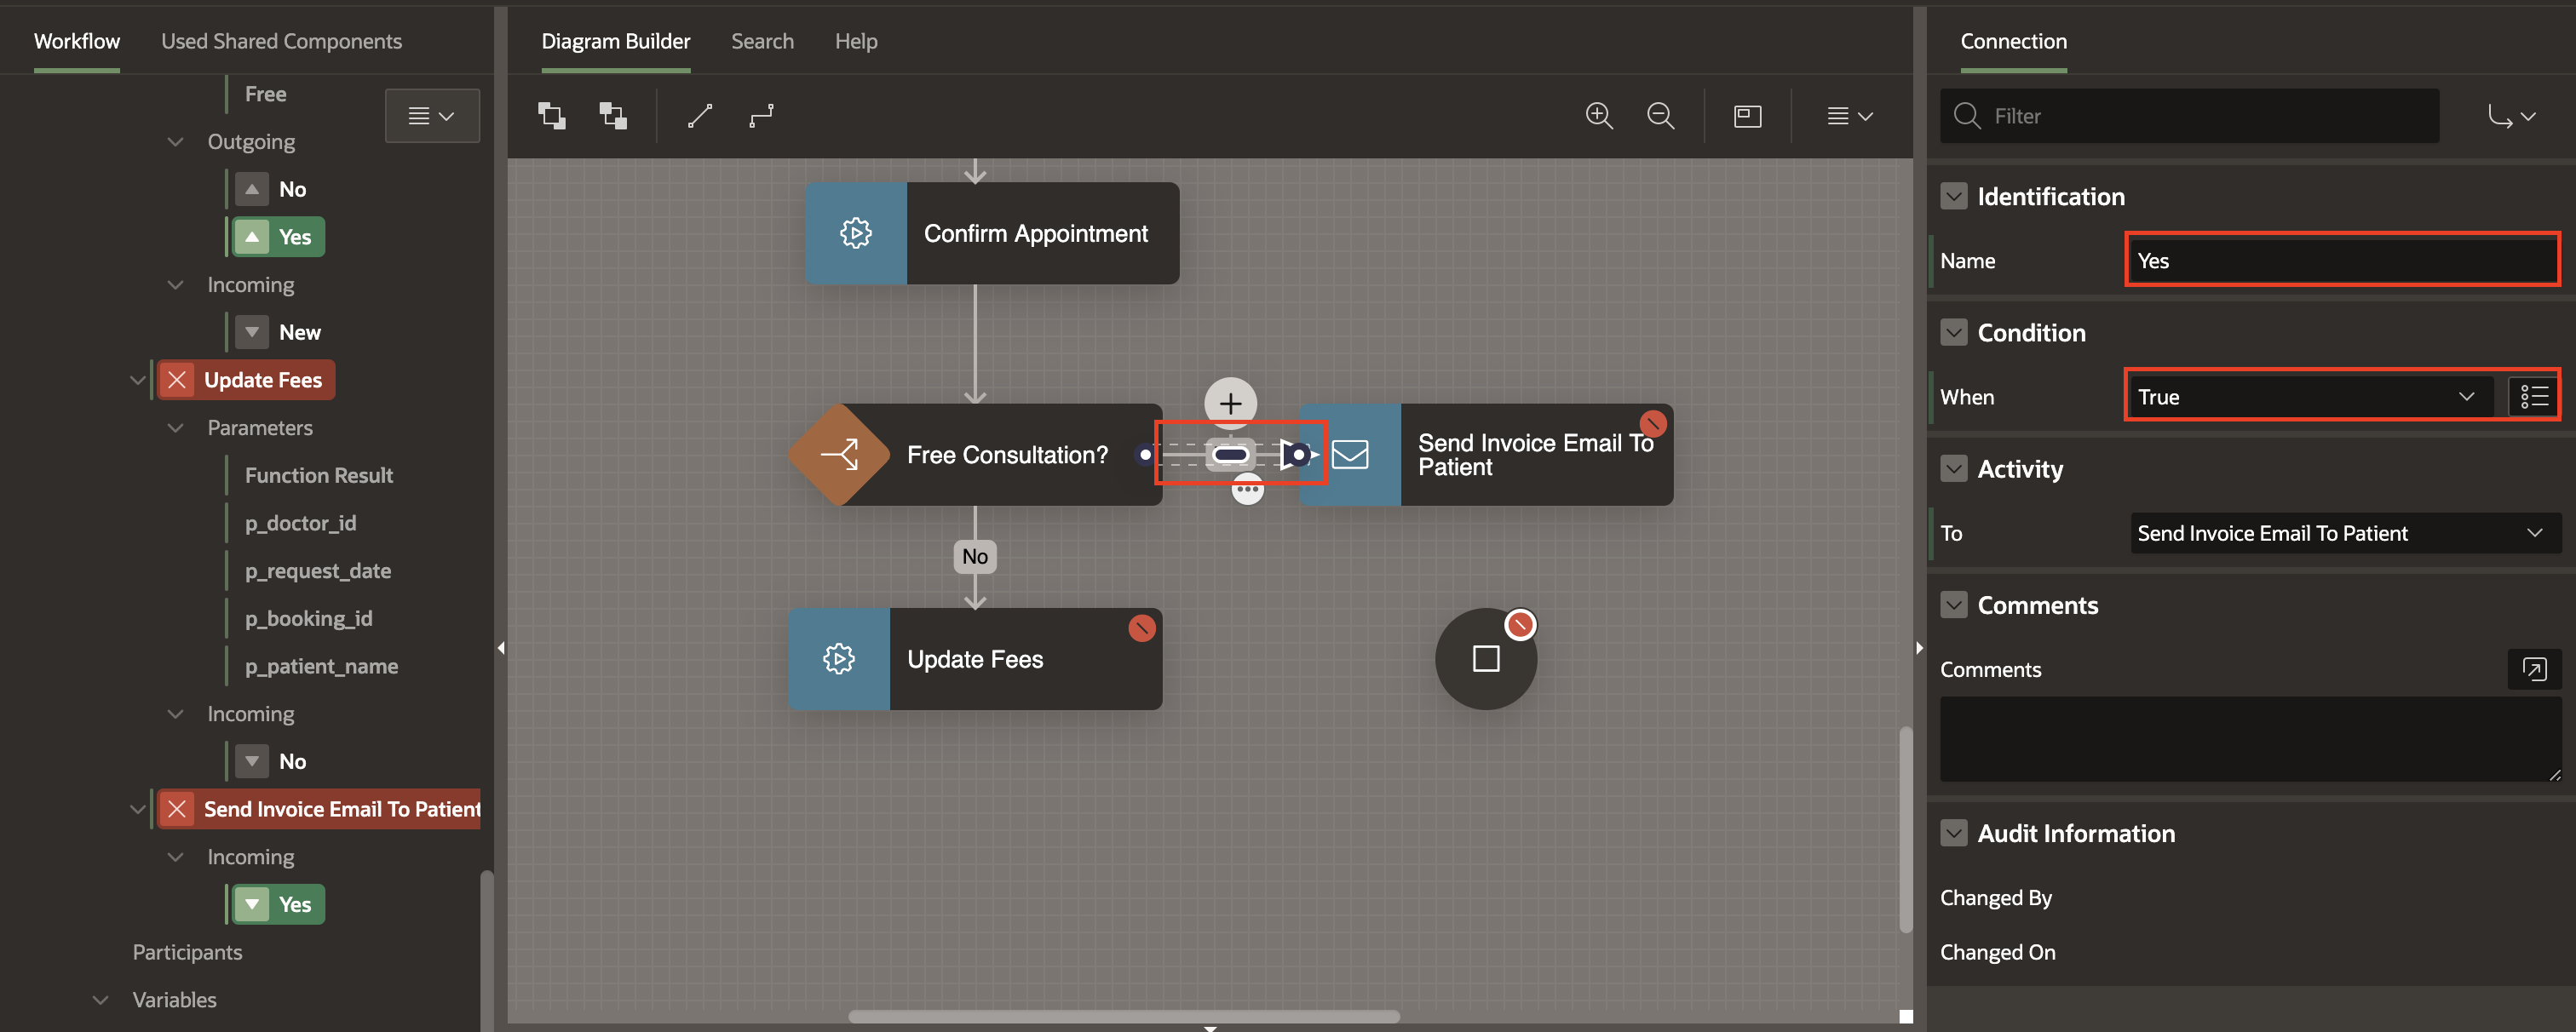 Workflow
Used Shared Components
Free
Outgoing
No
Yes
Incoming
New
Update Fees
Parameters
Function Result
p_doctor_id
p_request_date
p_booking_id
p_patient_name
Incoming
No
Send Invoice Email To Patient
Incoming
Yes
Participants
Variables
Diagram Builder
Search
Help
Confirm Appointment
Free Consultation?
Send Invoice Email To
Patient
No
Update Fees
Connection
Filter
Identification
Name
Yes
Condition
When
True
Activity
To
Send Invoice Email To Patient
Comments
Comments
Audit Information
Changed By
Changed On